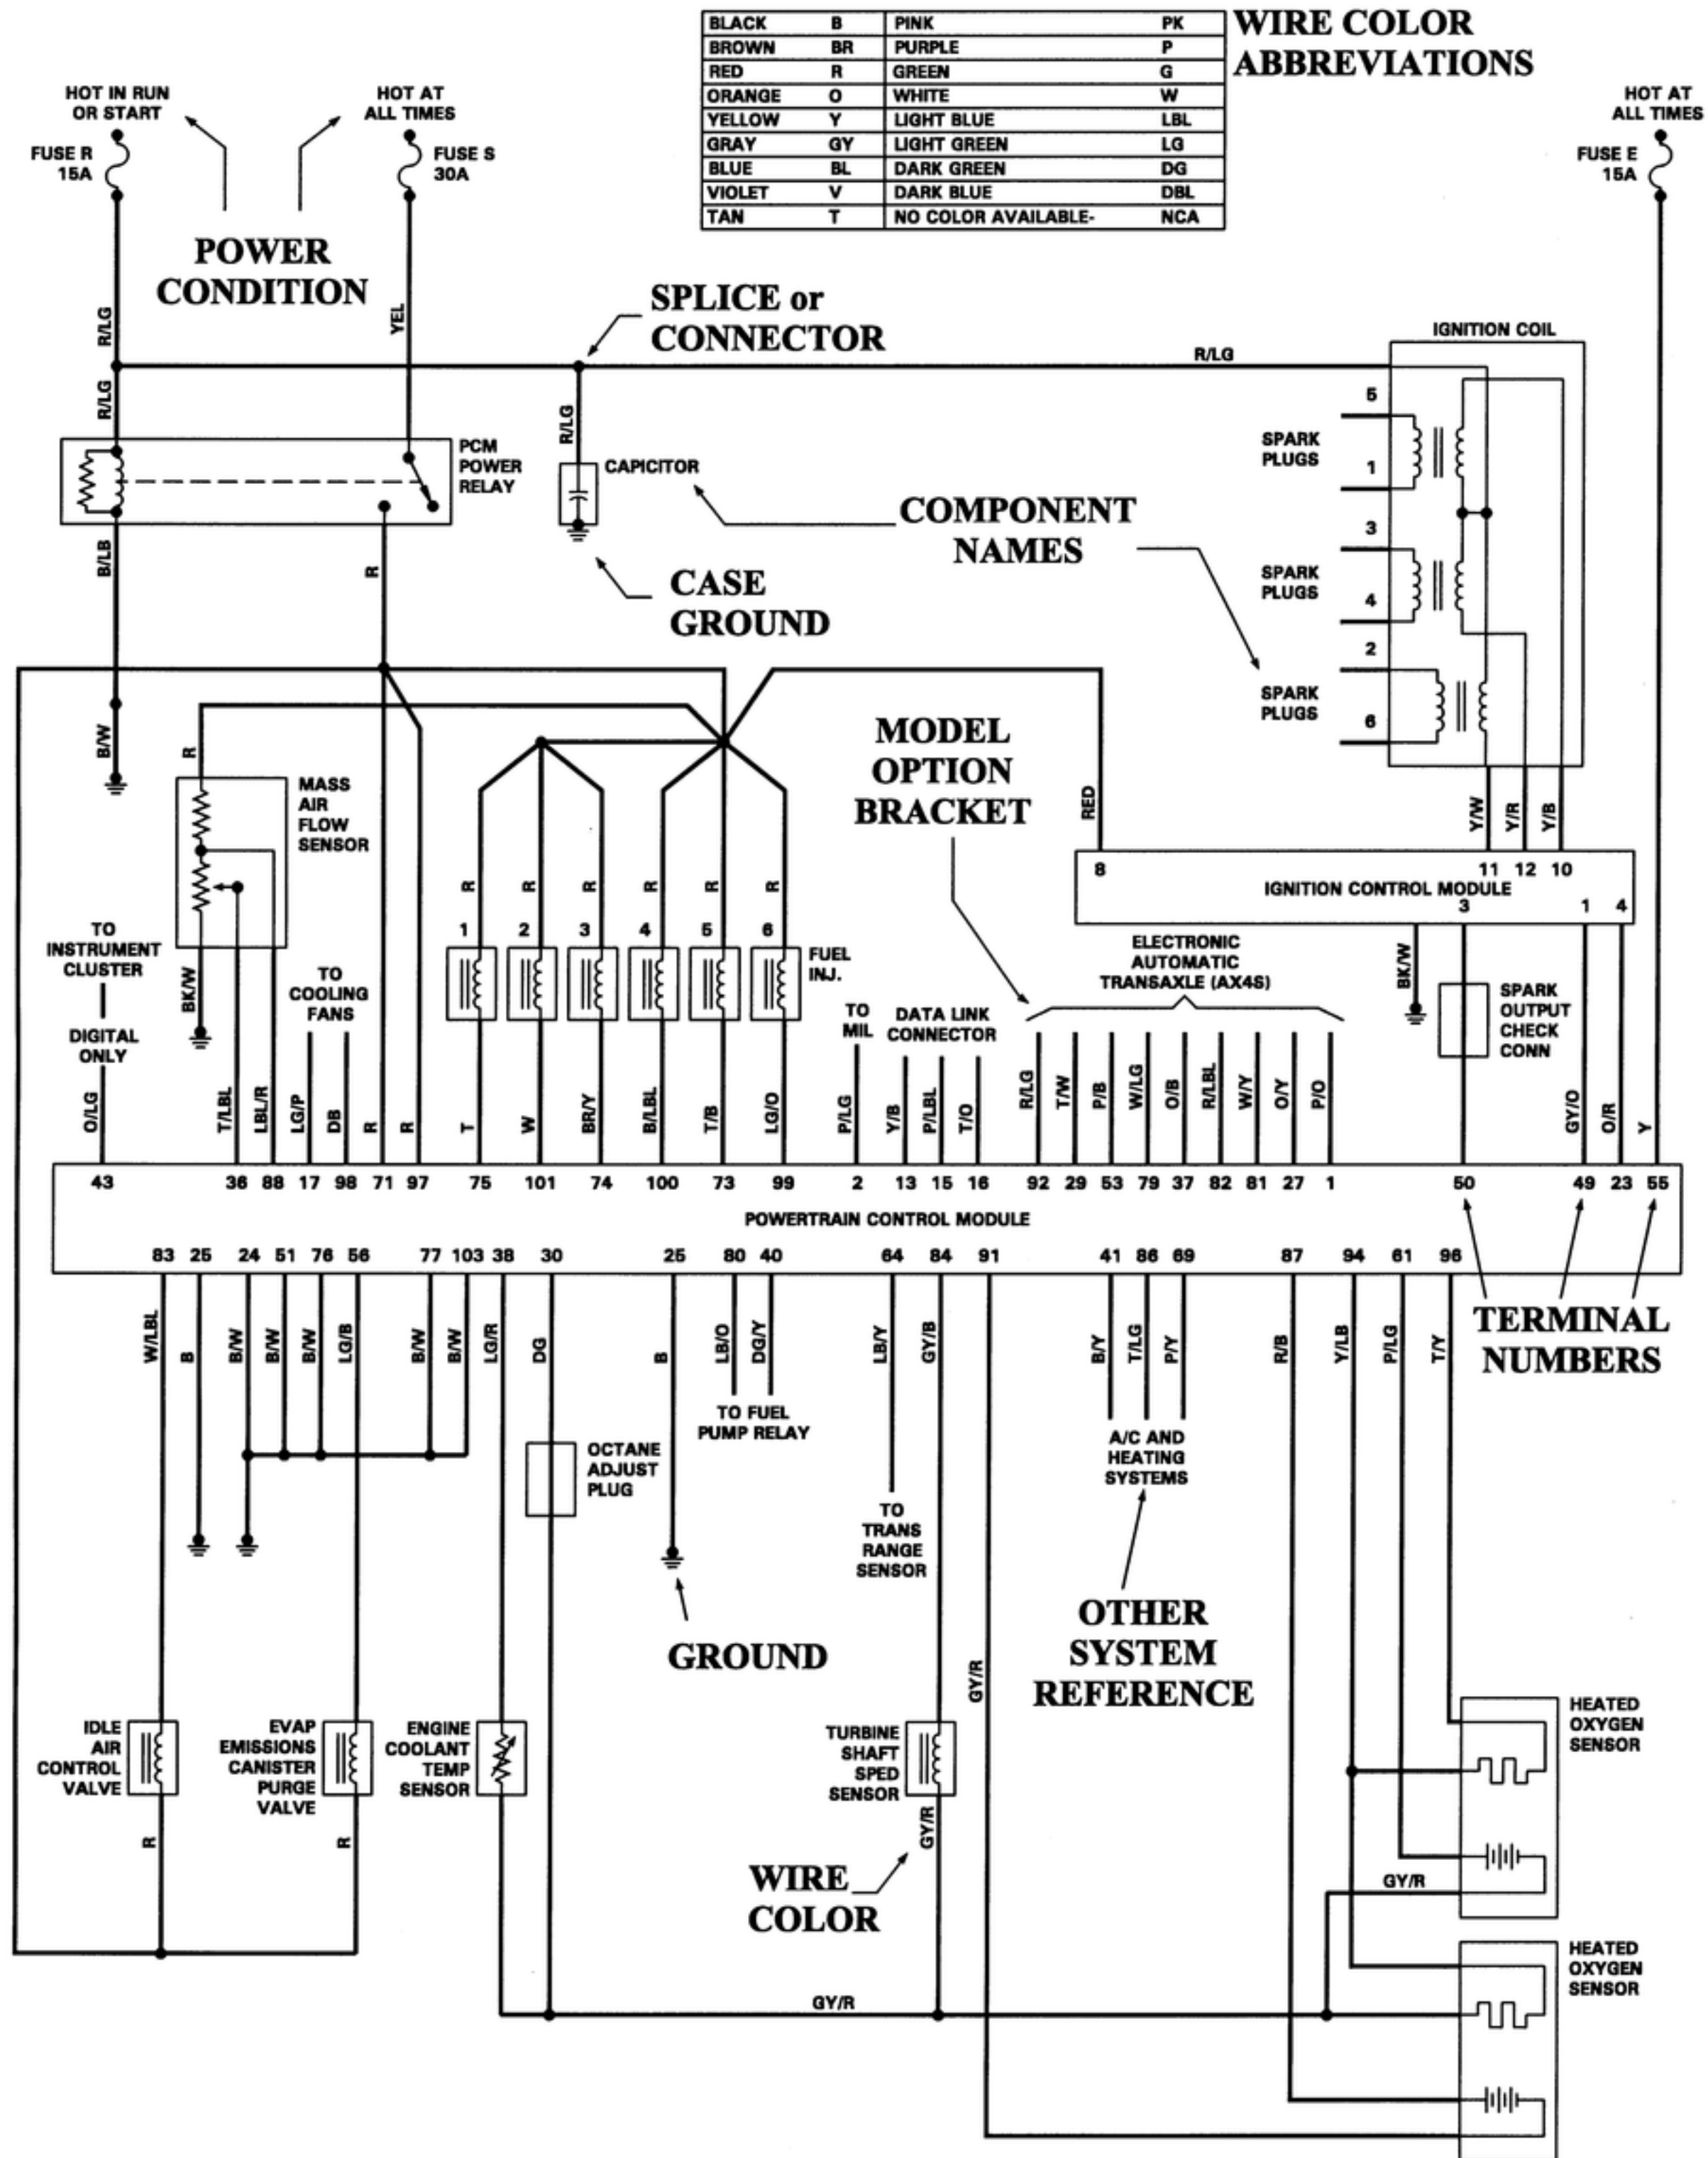 BLACK B PINK PK
BROWN BR PURPLE P
RED R GREEN G
ORANGE O WHITE W
YELLOW Y LIGHT BLUE LBL
GRAY GY LIGHT GREEN LG
BLUE BL DARK GREEN DG
VIOLET V DARK BLUE DBL
TAN T NO COLOR AVAILABLE- NCA
WIRE COLOR
ABBREVIATIONS
HOT IN RUN
OR START
FUSE R
15A
HOT AT
ALL TIMES
FUSE S
30A
HOT AT
ALL TIMES
FUSE E
15A
POWER
CONDITION
R/LG
YEL
R/LG
SPLICE or
CONNECTOR
R/LG
R/LG
IGNITION COIL
PCM
POWER
RELAY
CAPICITOR
COMPONENT
NAMES
CASE
GROUND
5
SPARK
PLUGS
1
3
SPARK
PLUGS
4
2
SPARK
PLUGS
6
B/LB
R
B/W
R
MASS
AIR
FLOW
SENSOR
MODEL
OPTION
BRACKET
RED
Y/W
Y/R
Y/B
8 11 12 10
IGNITION CONTROL MODULE
3 1 4
R R R R R R
1 2 3 4 5 6
FUEL
INJ.
TO
INSTRUMENT
CLUSTER
DIGITAL
ONLY
BK/W
TO
COOLING
FANS
TO
MIL
DATA LINK
CONNECTOR
ELECTRONIC
AUTOMATIC
TRANSAXLE (AX4S)
BK/W
SPARK
OUTPUT
CHECK
CONN
O/LG
T/LBL
LBL/R
LG/P
DB
R
R
T
W
BR/Y
B/LBL
T/B
LG/O
P/LG
Y/B
P/LBL
T/O
R/LG
T/W
P/B
W/LG
O/B
R/LBL
W/Y
O/Y
P/O
GY/O
O/R
Y
43 36 88 17 98 71 97 75 101 74 100 73 99 2 13 15 16 92 29 53 79 37 82 81 27 1 50 49 23 55
POWERTRAIN CONTROL MODULE
83 25 24 51 76 56 77 103 38 30 25 80 40 64 84 91 41 86 69 87 94 61 96
W/LBL
B
B/W
B/W
B/W
LG/B
B/W
B/W
LG/R
DG
B
LB/O
DG/Y
LB/Y
GY/B
B/Y
T/LG
P/Y
R/B
Y/LB
P/LG
T/Y
TERMINAL
NUMBERS
TO FUEL
PUMP RELAY
OCTANE
ADJUST
PLUG
A/C AND
HEATING
SYSTEMS
TO
TRANS
RANGE
SENSOR
GROUND
OTHER
SYSTEM
REFERENCE
GY/R
IDLE
AIR
CONTROL
VALVE
EVAP
EMISSIONS
CANISTER
PURGE
VALVE
ENGINE
COOLANT
TEMP
SENSOR
TURBINE
SHAFT
SPED
SENSOR
HEATED
OXYGEN
SENSOR
R
R
GY/R
WIRE
COLOR
GY/R
HEATED
OXYGEN
SENSOR
GY/R